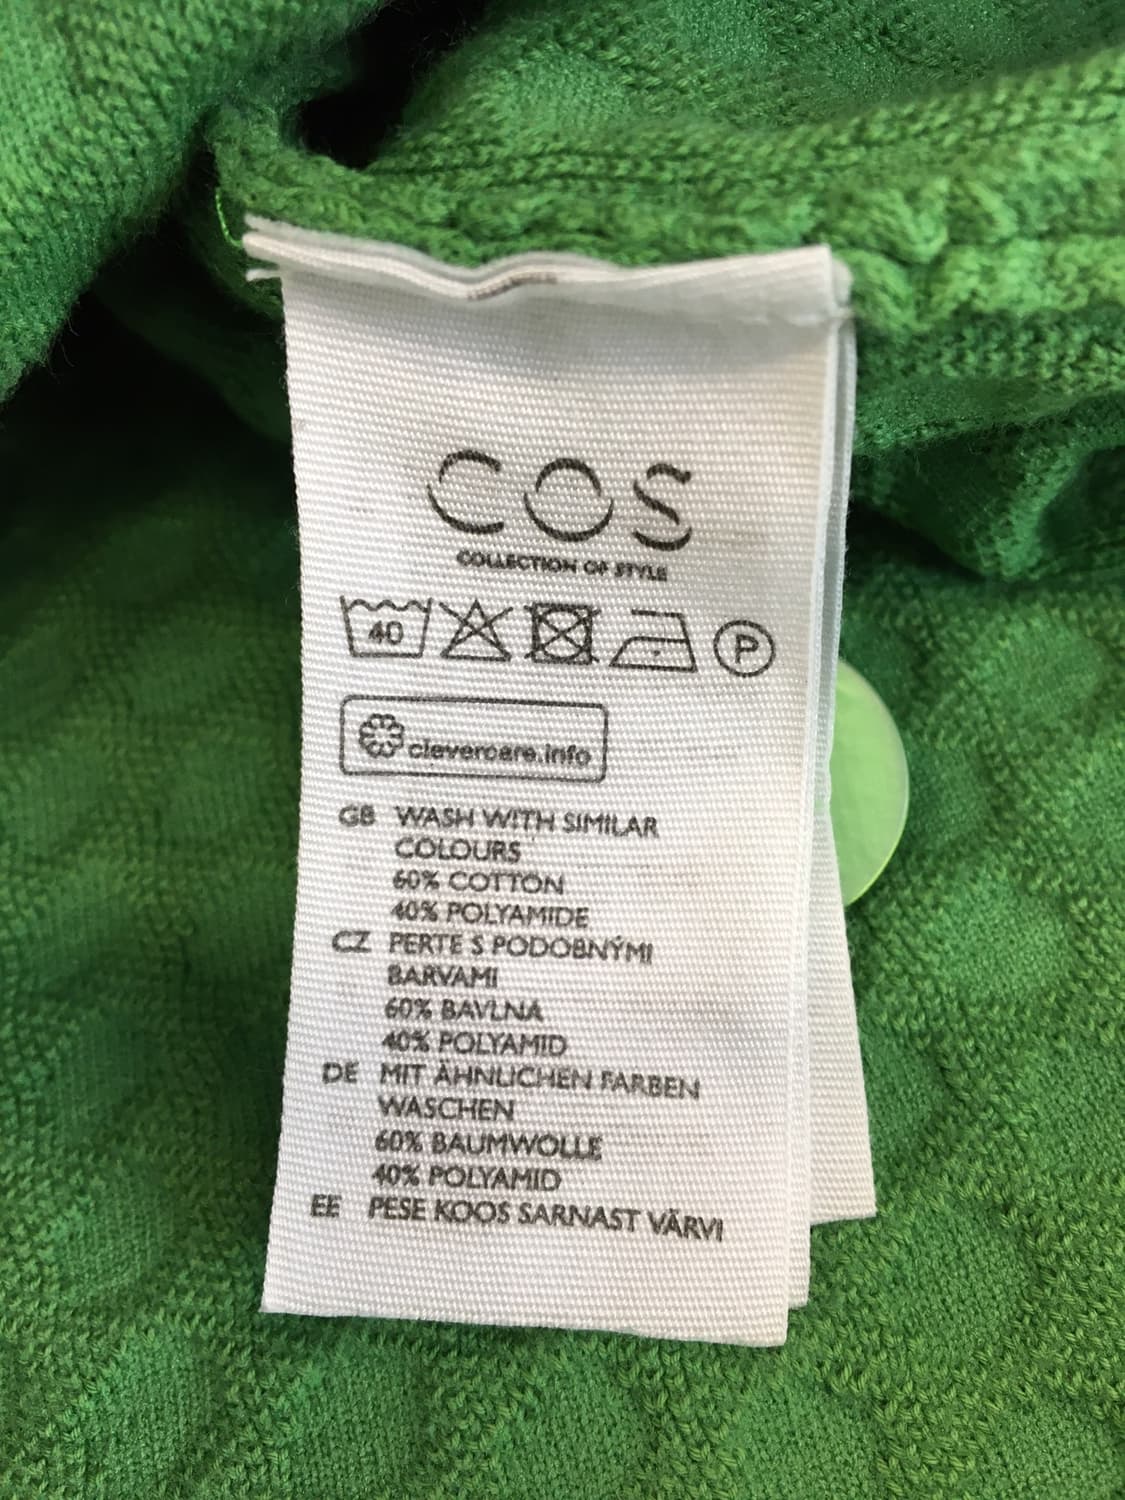 COS
COLLECTION OF STYLE
40 P
clevercare.info
GB WASH WITH SIMILAR
COLOURS
60% COTTON
40% POLYAMIDE
CZ PERTE S PODOBNÝMI
BARVAMI
60% BAVLNA
40% POLYAMID
DE MIT ÄHNLICHEN FARBEN
WASCHEN
60% BAUMWOLLE
40% POLYAMID
EE PESE KOOS SARNAST VÄRVI